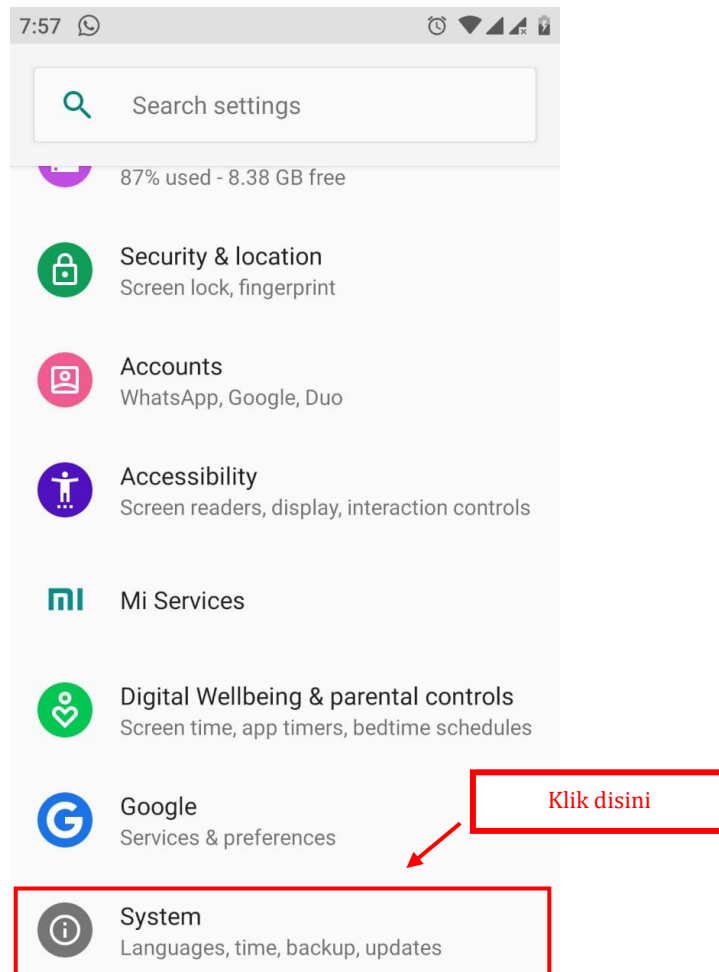 7:57
Search settings
87% used - 8.38 GB free
Security & location
Screen lock, fingerprint
Accounts
WhatsApp, Google, Duo
Accessibility
Screen readers, display, interaction controls
mi Mi Services
Digital Wellbeing & parental controls
Screen time, app timers, bedtime schedules
Klik disini
G Google
Services & preferences
System
Languages, time, backup, updates